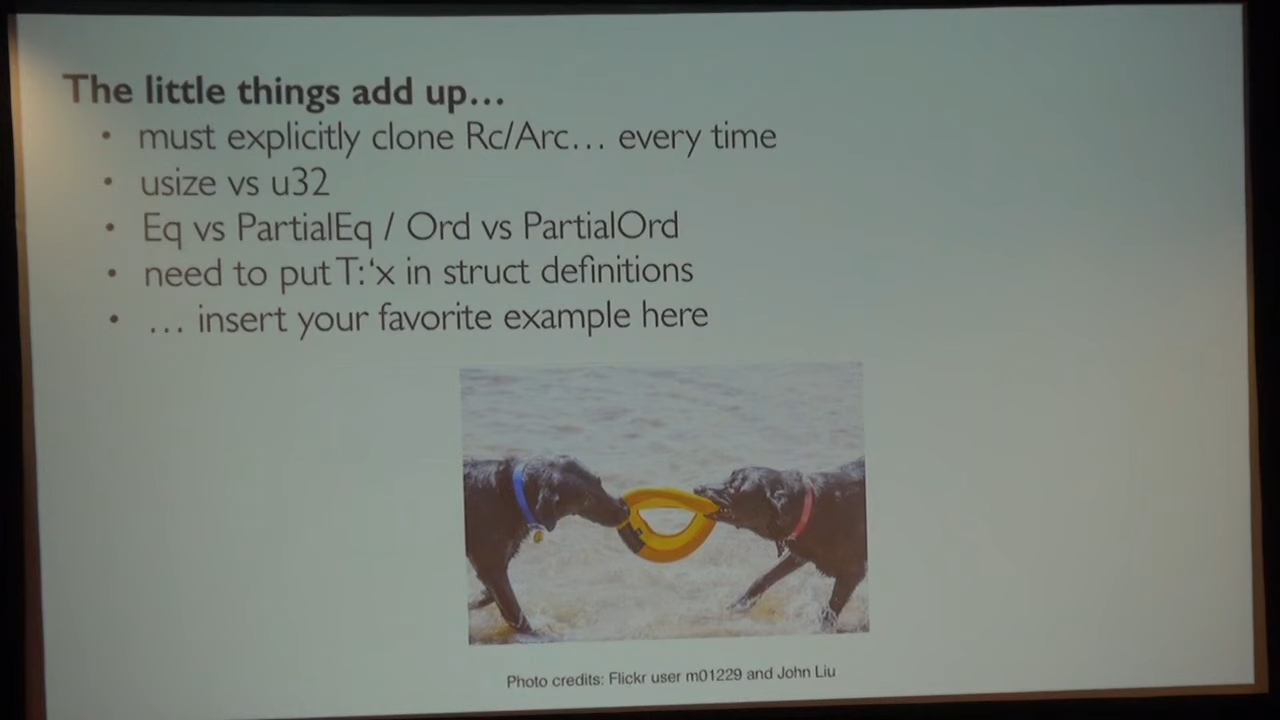 The little things add up…
• must explicitly clone Rc/Arc… every time
• usize vs u32
• Eq vs PartialEq / Ord vs PartialOrd
• need to put T: ‘x in struct definitions
• … insert your favorite example here
Photo credits: Flickr user m01229 and John Liu